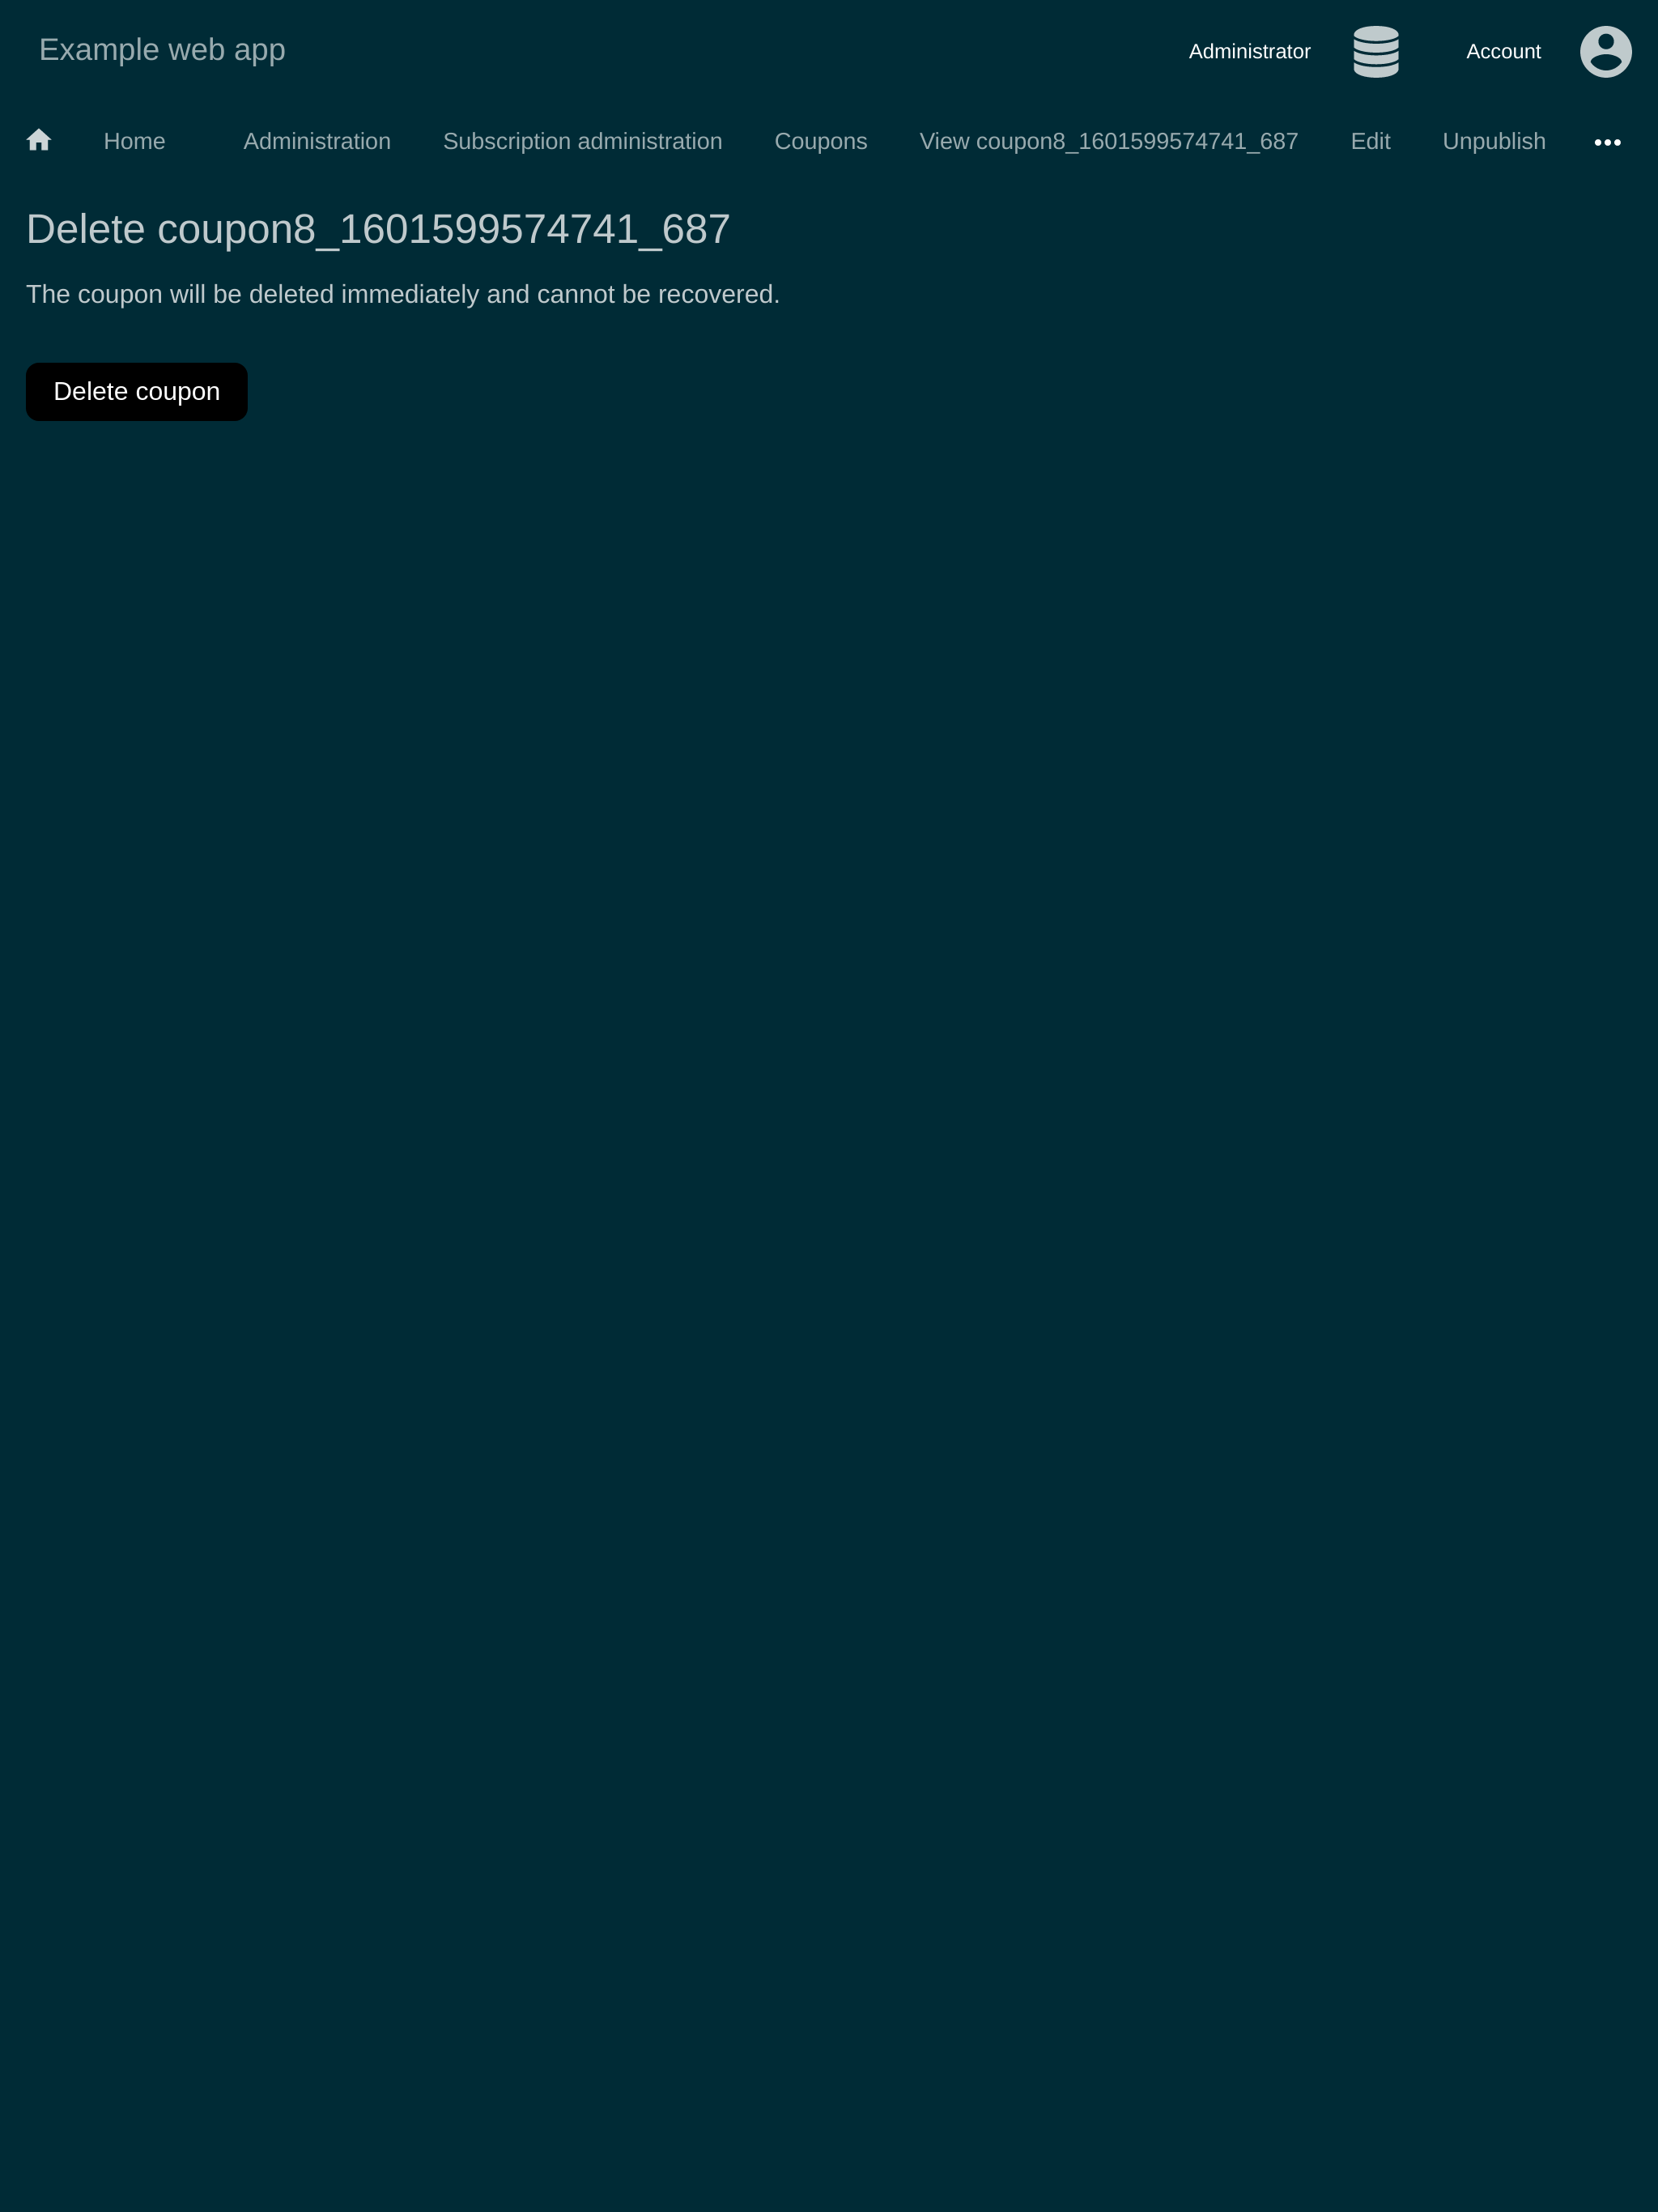 Example web app
Administrator
Account
Home Administration Subscription administration Coupons View coupon8_1601599574741_687 Edit Unpublish
Delete coupon8_1601599574741_687
The coupon will be deleted immediately and cannot be recovered.
Delete coupon